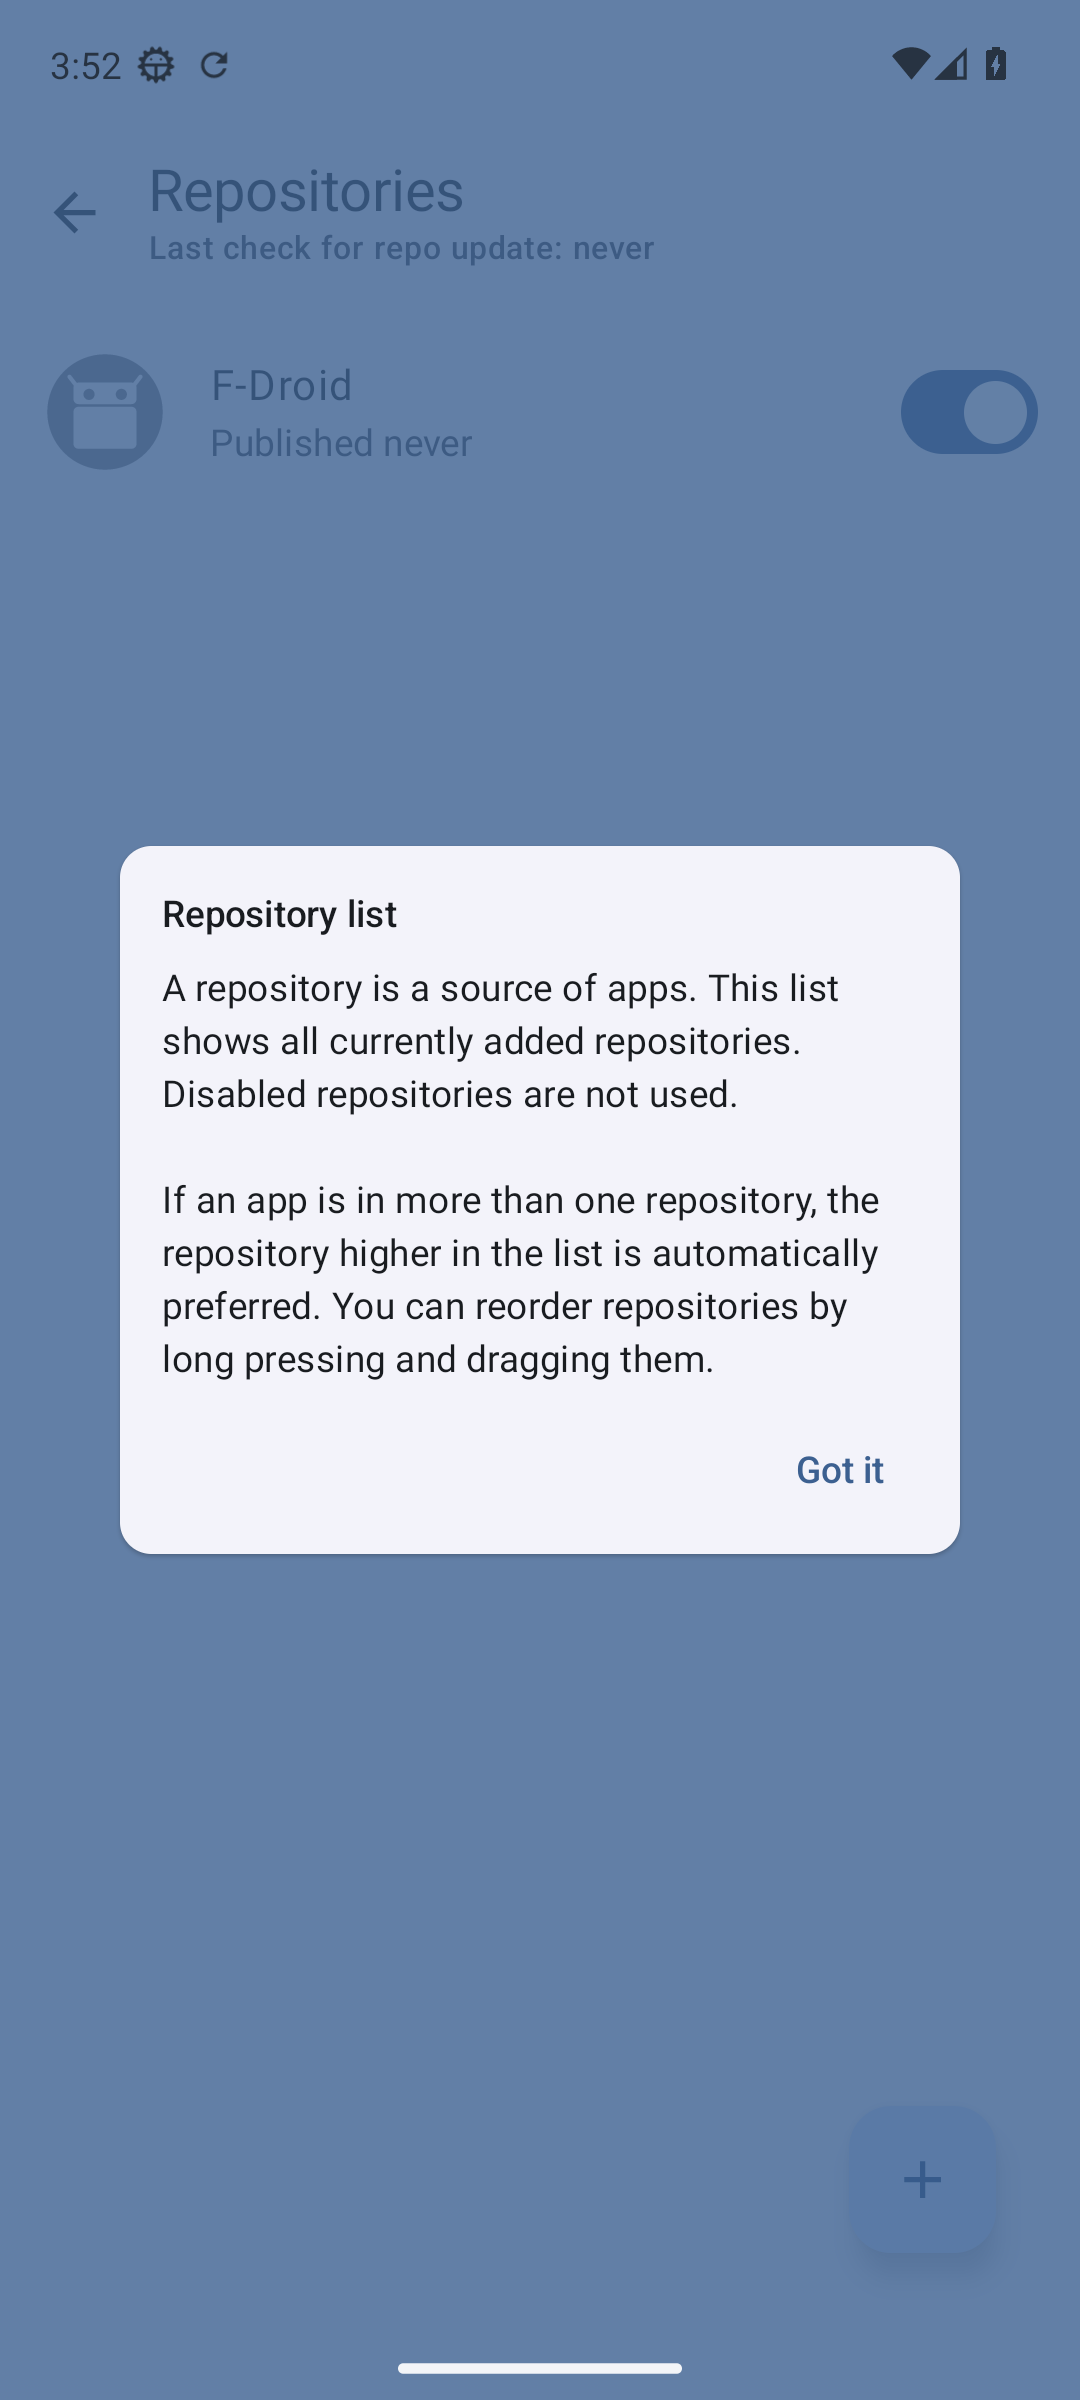 3:52
Repositories
Last check for repo update: never
F-Droid
Published never
Repository list
A repository is a source of apps. This list
shows all currently added repositories.
Disabled repositories are not used.
If an app is in more than one repository, the
repository higher in the list is automatically
preferred. You can reorder repositories by
long pressing and dragging them.
Got it